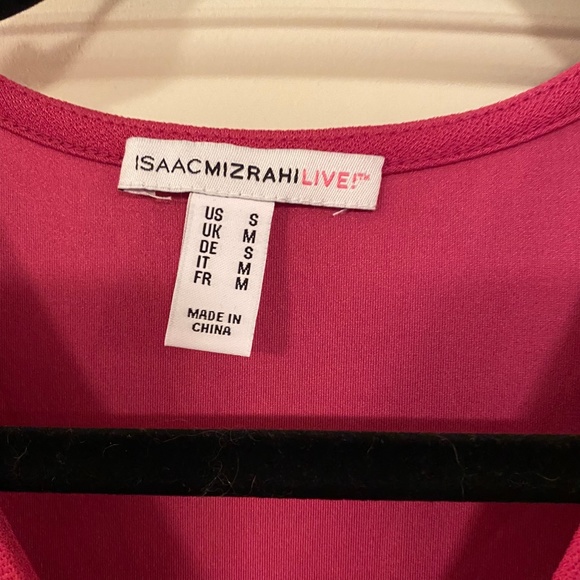 ISAACMIZRAHILIVE!™
US S
UK M
DE S
IT M
FR M
MADE IN
CHINA